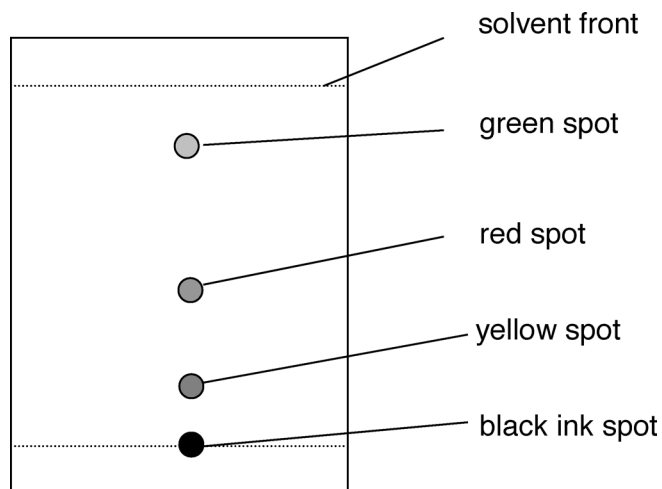 solvent front
green spot
red spot
yellow spot
black ink spot